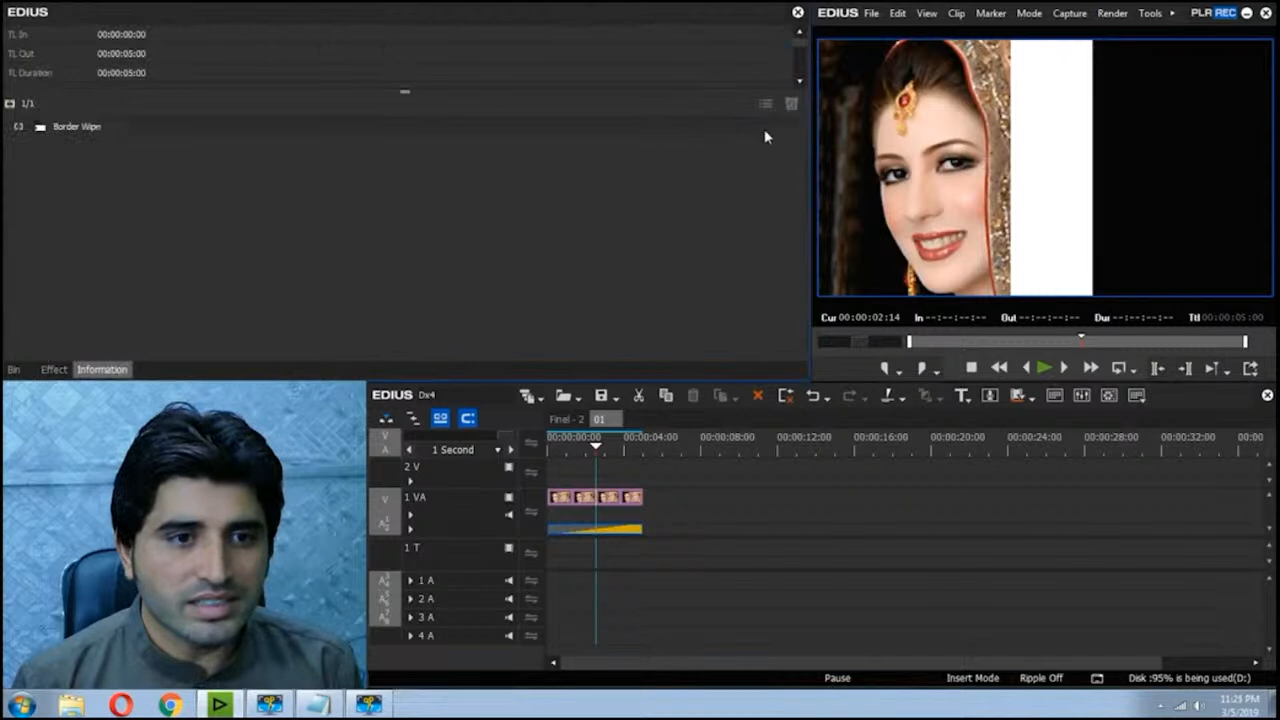 EDIUS
TL In 00:00:00:00
TL Out 00:00:05:00
TL Duration 00:00:05:00
1/1
Border Wipe
Bin Effect Information
EDIUS File Edit View Clip Marker Mode Capture Render Tools PLR REC
Cur 00:00:02:14 In --:--:--:-- Out --:--:--:-- Dur --:--:--:-- Ttl 00:00:05:00
EDIUS Dx4
Finel - 2 01
V
A
1 Second
00:00:00:00 00:00:04:00 00:00:08:00 00:00:12:00 00:00:16:00 00:00:20:00 00:00:24:00 00:00:28:00 00:00:32:00 00:00
2 V
V 1 VA
1 T
1 A
2 A
3 A
4 A
Pause Insert Mode Ripple Off Disk :95% is being used(D:)
11:25 PM
3/5/2019